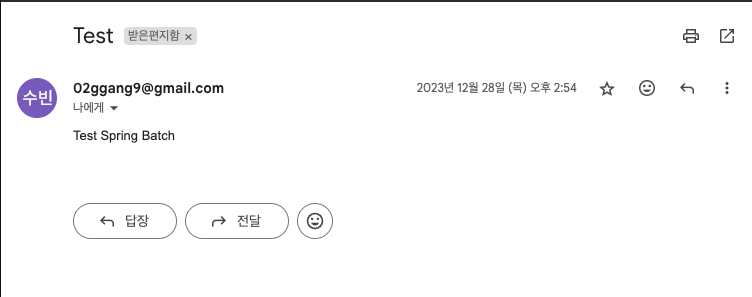 Test 받은편지함 ×
수빈 02ggang9@gmail.com 2023년 12월 28일 (목) 오후 2:54
나에게
Test Spring Batch
답장 전달